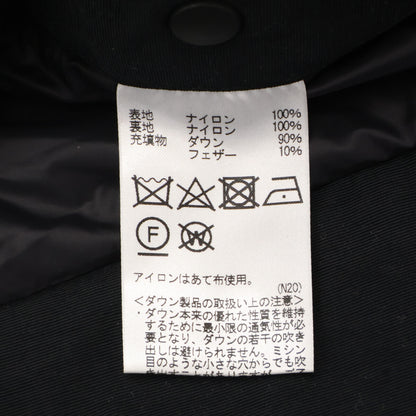 表地 ナイロン 100%
裏地 ナイロン 100%
充填物 ダウン 90%
フェザー 10%
F W
アイロンはあて布使用。
(N20)
<ダウン製品の取扱い上の注意>
・ダウン本来の優れた性質を維持
するために最小限の通気性が必
要となり、ダウンの若干の吹き
出しは避けられません。ミシン
目のような小さい穴からでも吹